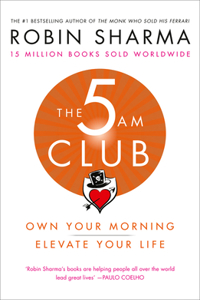 THE #1 BESTSELLING AUTHOR OF THE MONK WHO SOLD HIS FERRARI
ROBIN SHARMA
15 MILLION BOOKS SOLD WORLDWIDE
THE 5 AM
CLUB
OWN YOUR MORNING
ELEVATE YOUR LIFE
'Robin Sharma's books are helping people all over the world
lead great lives' —PAULO COELHO